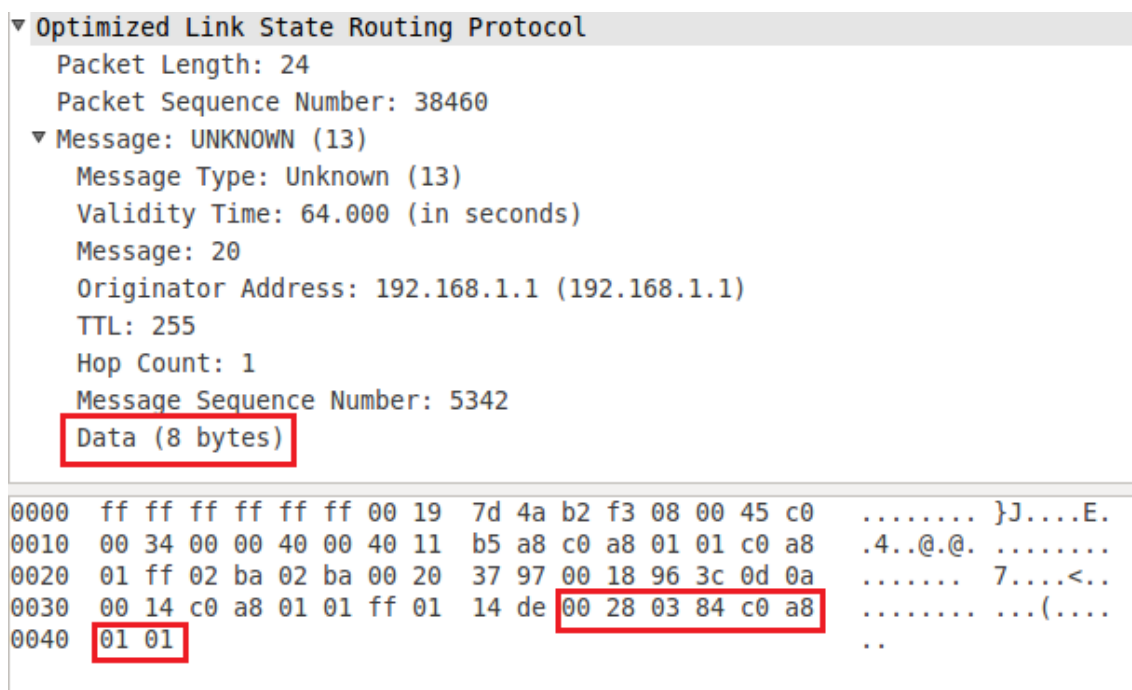 Optimized Link State Routing Protocol
Packet Length: 24
Packet Sequence Number: 38460
Message: UNKNOWN (13)
Message Type: Unknown (13)
Validity Time: 64.000 (in seconds)
Message: 20
Originator Address: 192.168.1.1 (192.168.1.1)
TTL: 255
Hop Count: 1
Message Sequence Number: 5342
Data (8 bytes)
0000 ff ff ff ff ff ff 00 19 7d 4a b2 f3 08 00 45 c0 ........ }J....E.
0010 00 34 00 00 40 00 40 11 b5 a8 c0 a8 01 01 c0 a8 .4..@.@. ........
0020 01 ff 02 ba 02 ba 00 20 37 97 00 18 96 3c 0d 0a ....... 7....<..
0030 00 14 c0 a8 01 01 ff 01 14 de 00 28 03 84 c0 a8 ........ ...(....
0040 01 01 ..